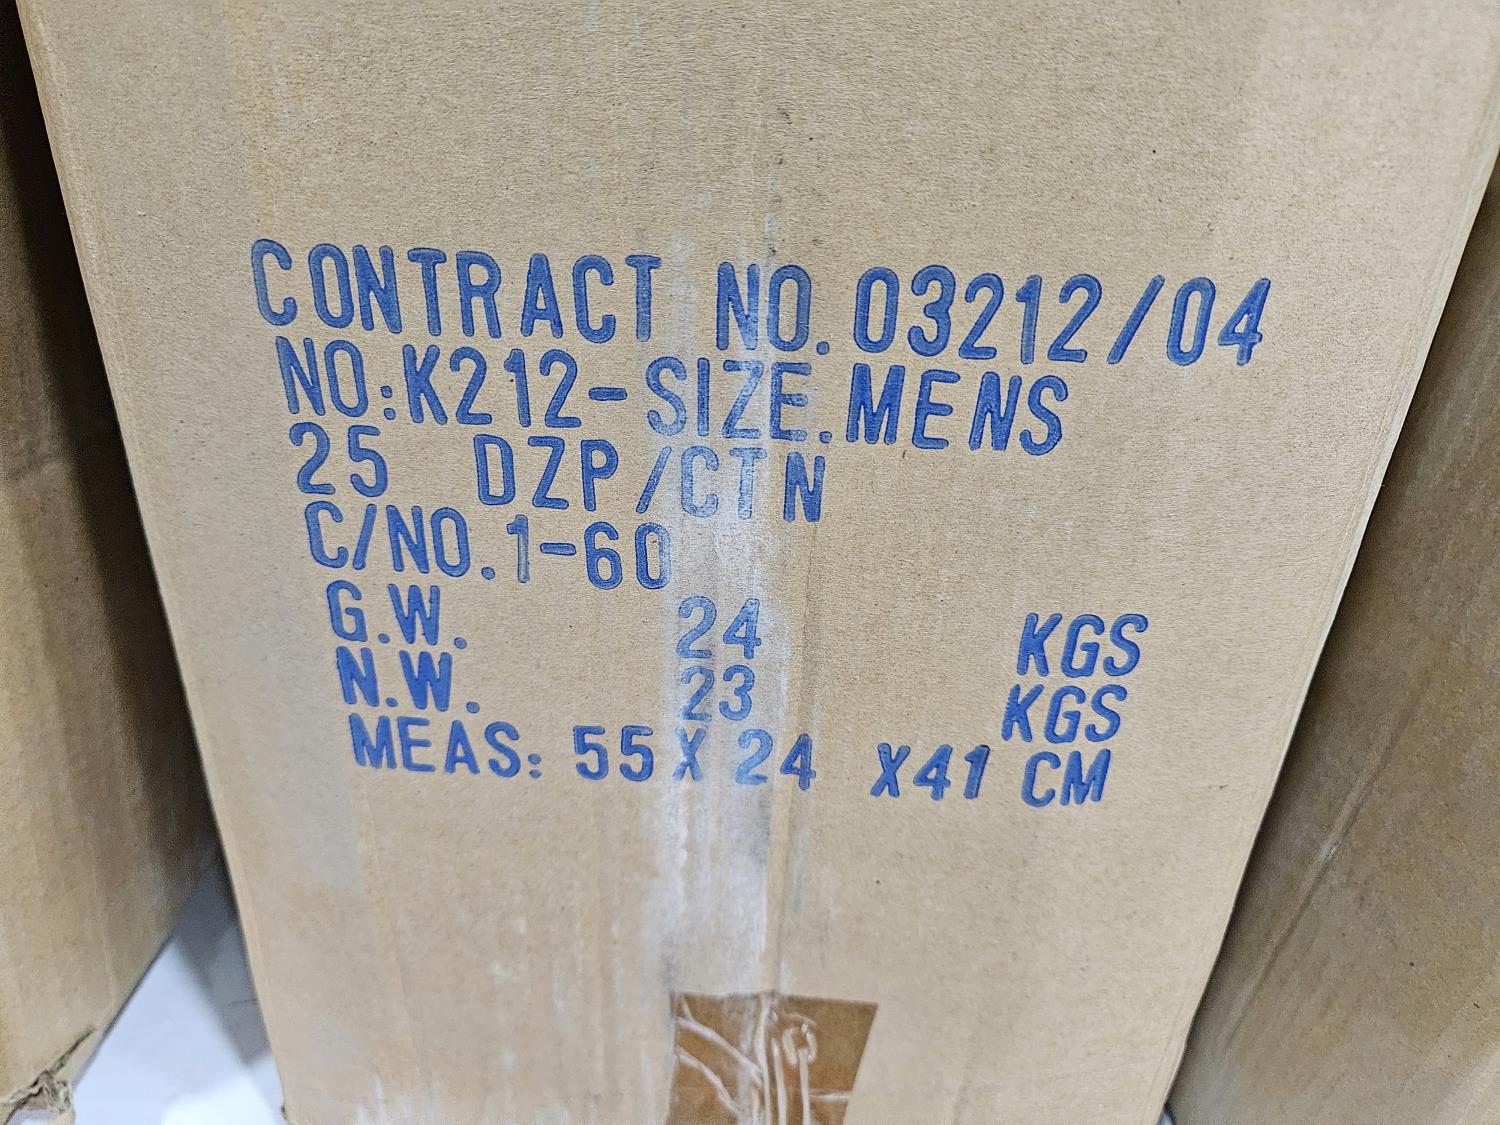 CONTRACT NO. 03212/04
NO:K212-SIZE.MENS
25 DZP/CTN
C/NO.1-60
G.W. 24 KGS
N.W. 23 KGS
MEAS: 55 X 24 X 41 CM